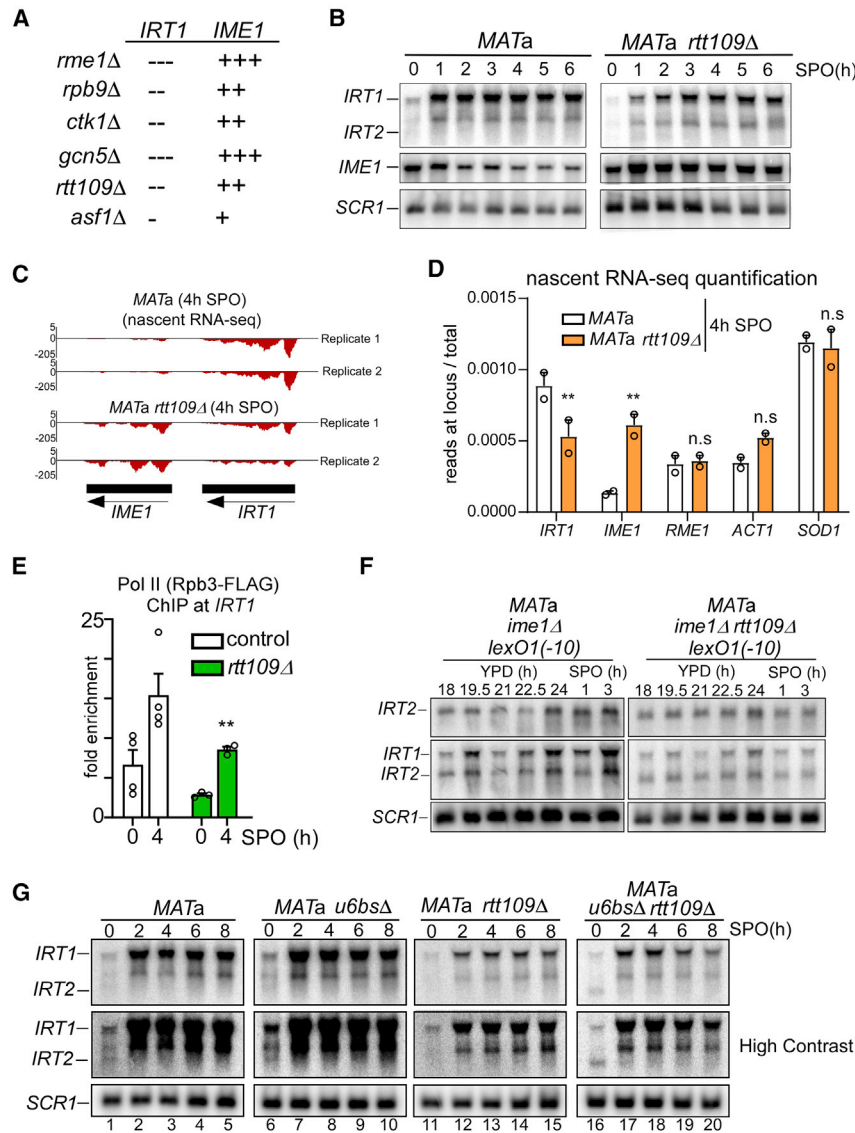 A
IRT1 IME1
rme1Δ --- +++
rpb9Δ -- ++
ctk1Δ -- ++
gcn5Δ --- +++
rtt109Δ -- ++
asf1Δ - +
B
MATa MATa rtt109Δ
0 1 2 3 4 5 6 0 1 2 3 4 5 6 SPO(h)
IRT1
IRT2
IME1
SCR1
C
MATa (4h SPO)
(nascent RNA-seq)
5
0
-205
Replicate 1
5
0
-205
Replicate 2
MATa rtt109Δ (4h SPO)
5
0
-205
Replicate 1
5
0
-205
Replicate 2
IME1 IRT1
D
nascent RNA-seq quantification
MATa
MATa rtt109Δ
4h SPO
reads at locus / total
0.0015
0.0010
0.0005
0.0000
** ** n.s n.s n.s
IRT1 IME1 RME1 ACT1 SOD1
E
Pol II (Rpb3-FLAG)
ChIP at IRT1
control
rtt109Δ
fold enrichment
25
0
**
0 4 0 4 SPO (h)
F
MATa MATa
ime1Δ ime1Δ rtt109Δ
lexO1(-10) lexO1(-10)
YPD (h) SPO (h) YPD (h) SPO (h)
18 19.5 21 22.5 24 1 3 18 19.5 21 22.5 24 1 3
IRT2
IRT1
IRT2
SCR1
G
MATa MATa u6bsΔ MATa rtt109Δ MATa
u6bsΔ rtt109Δ
0 2 4 6 8 0 2 4 6 8 0 2 4 6 8 0 2 4 6 8 SPO(h)
IRT1
IRT2
IRT1
IRT2
High Contrast
SCR1
1 2 3 4 5 6 7 8 9 10 11 12 13 14 15 16 17 18 19 20